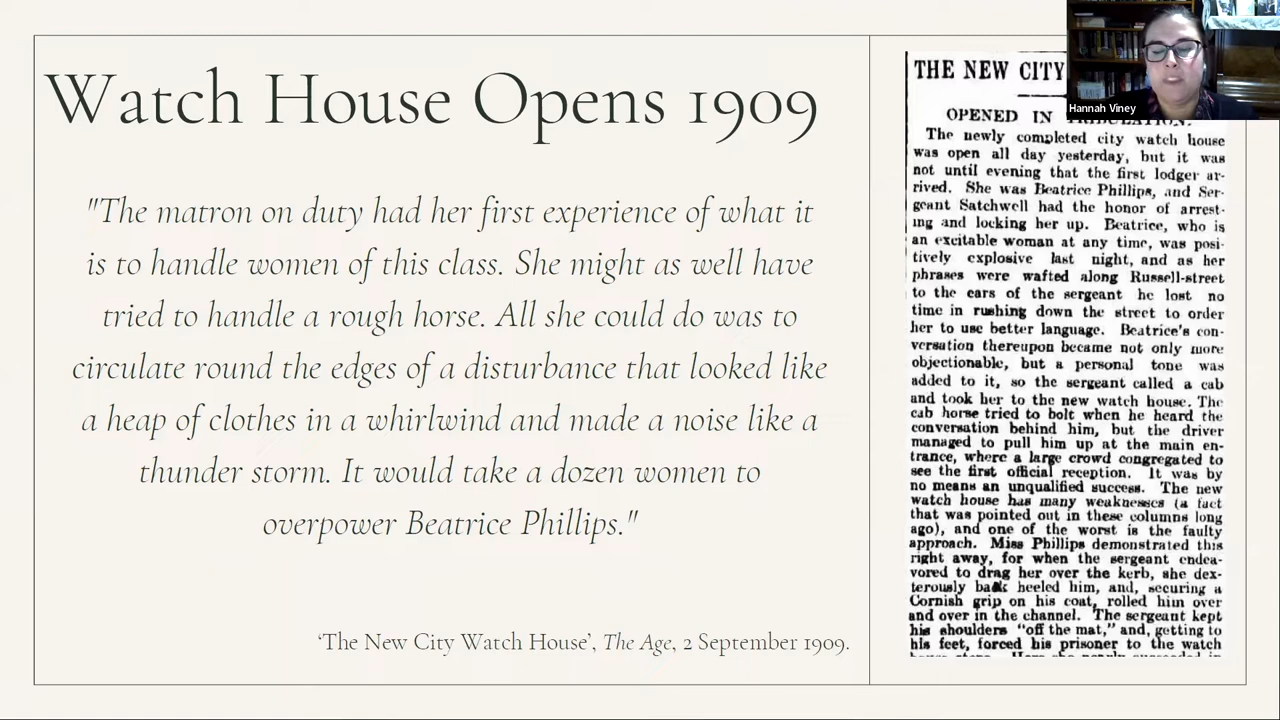 Watch House Opens 1909
"The matron on duty had her first experience of what it
is to handle women of this class. She might as well have
tried to handle a rough horse. All she could do was to
circulate round the edges of a disturbance that looked like
a heap of clothes in a whirlwind and made a noise like a
thunder storm. It would take a dozen women to
overpower Beatrice Phillips."
'The New City Watch House', The Age, 2 September 1909.
Hannah Viney
THE NEW CITY
OPENED IN TRIBULATION.
The newly completed city watch house
was open all day yesterday, but it was
not until evening that the first lodger ar-
rived. She was Beatrice Phillips, and Ser-
geant Satchwell had the honor of arrest-
ing and locking her up. Beatrice, who is
an excitable woman at any time, was posi-
tively explosive last night, and as her
phrases were wafted along Russell-street
to the ears of the sergeant he lost no
time in rushing down the street to order
her to use better language. Beatrice's con-
versation thereupon became not only more
objectionable, but a personal tone was
added to it, so the sergeant called a cab
and took her to the new watch house. The
cab horse tried to bolt when he heard the
conversation behind him, but the driver
managed to pull him up at the main en-
trance, where a large crowd congregated to
see the first official reception. It was by
no means an unqualified success. The new
watch house has many weaknesses (a fact
that was pointed out in these columns long
ago), and one of the worst is the faulty
approach. Miss Phillips demonstrated this
right away, for when the sergeant endea-
vored to drag her over the kerb, she dex-
terously back heeled him, and, securing a
Cornish grip on his coat, rolled him over
and over in the channel. The sergeant kept
his shoulders "off the mat," and, getting to
his feet, forced his prisoner to the watch